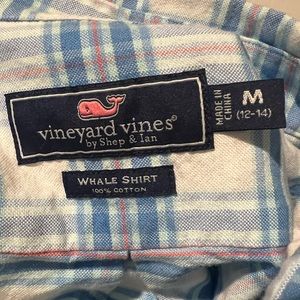 vineyard vines®
by Shep & Ian
MADE IN
CHINA
M
(12-14)
WHALE SHIRT
100% COTTON